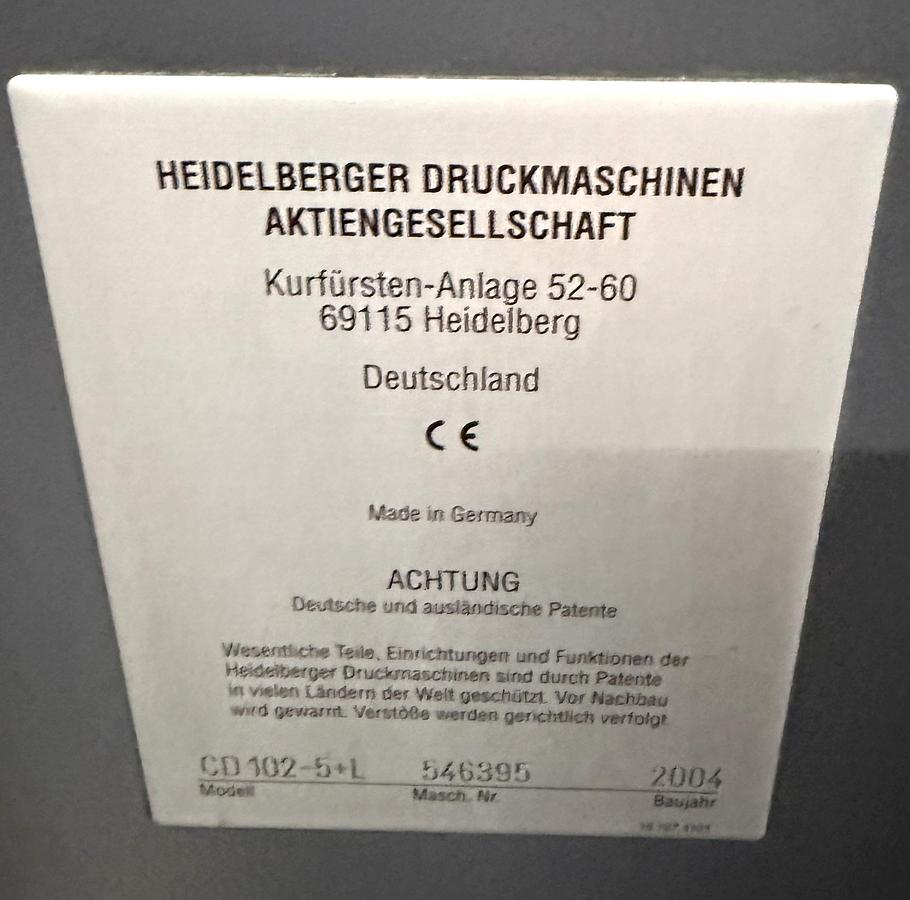 HEIDELBERGER DRUCKMASCHINEN
AKTIENGESELLSCHAFT
Kurfürsten-Anlage 52-60
69115 Heidelberg
Deutschland
CE
Made in Germany
ACHTUNG
Deutsche und ausländische Patente
Wesentliche Teile, Einrichtungen und Funktionen der
Heidelberger Druckmaschinen sind durch Patente
in vielen Ländern der Welt geschützt. Vor Nachbau
wird gewarnt. Verstöße werden gerichtlich verfolgt.
CD 102-5+L 546395 2004
Modell Masch. Nr. Baujahr